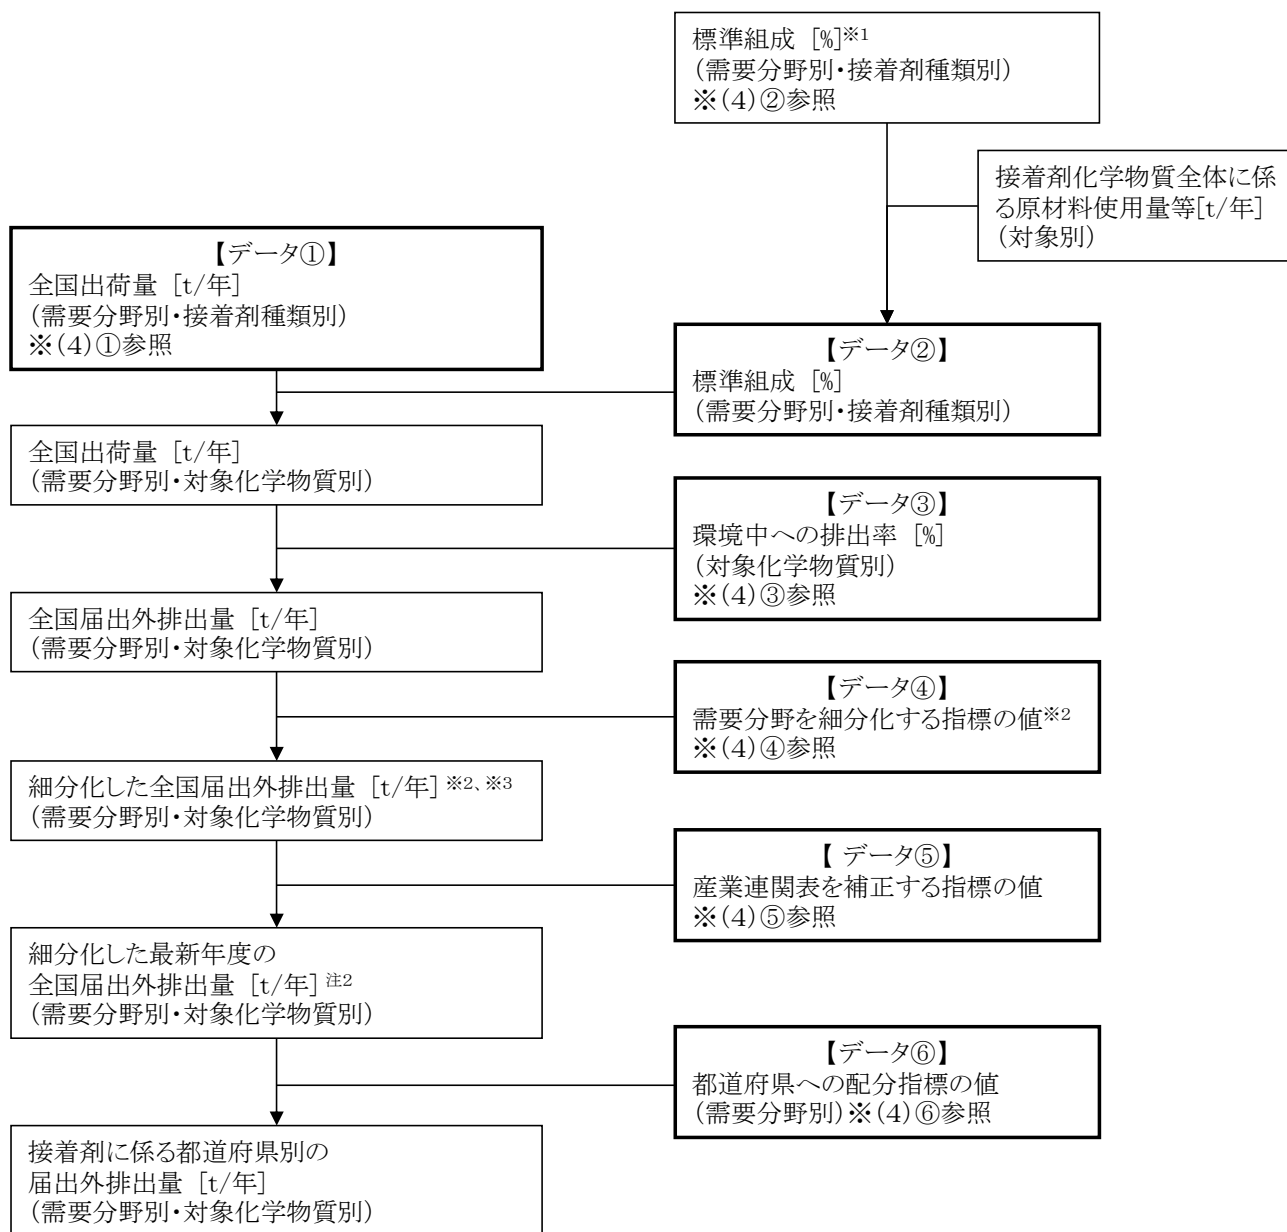 標準組成 [%]※1
（需要分野別・接着剤種類別）
※(4)②参照
接着剤化学物質全体に係
る原材料使用量等[t/年]
（対象別）
【データ①】
全国出荷量 [t/年]
（需要分野別・接着剤種類別）
※(4)①参照
【データ②】
標準組成 [%]
（需要分野別・接着剤種類別）
全国出荷量 [t/年]
（需要分野別・対象化学物質別）
【データ③】
環境中への排出率 [%]
（対象化学物質別）
※(4)③参照
全国届出外排出量 [t/年]
（需要分野別・対象化学物質別）
【データ④】
需要分野を細分化する指標の値※2
※(4)④参照
細分化した全国届出外排出量 [t/年]※2、※3
（需要分野別・対象化学物質別）
【 データ⑤】
産業連関表を補正する指標の値
※(4)⑤参照
細分化した最新年度の
全国届出外排出量 [t/年]注2
（需要分野別・対象化学物質別）
【データ⑥】
都道府県への配分指標の値
（需要分野別）※(4)⑥参照
接着剤に係る都道府県別の
届出外排出量 [t/年]
（需要分野別・対象化学物質別）